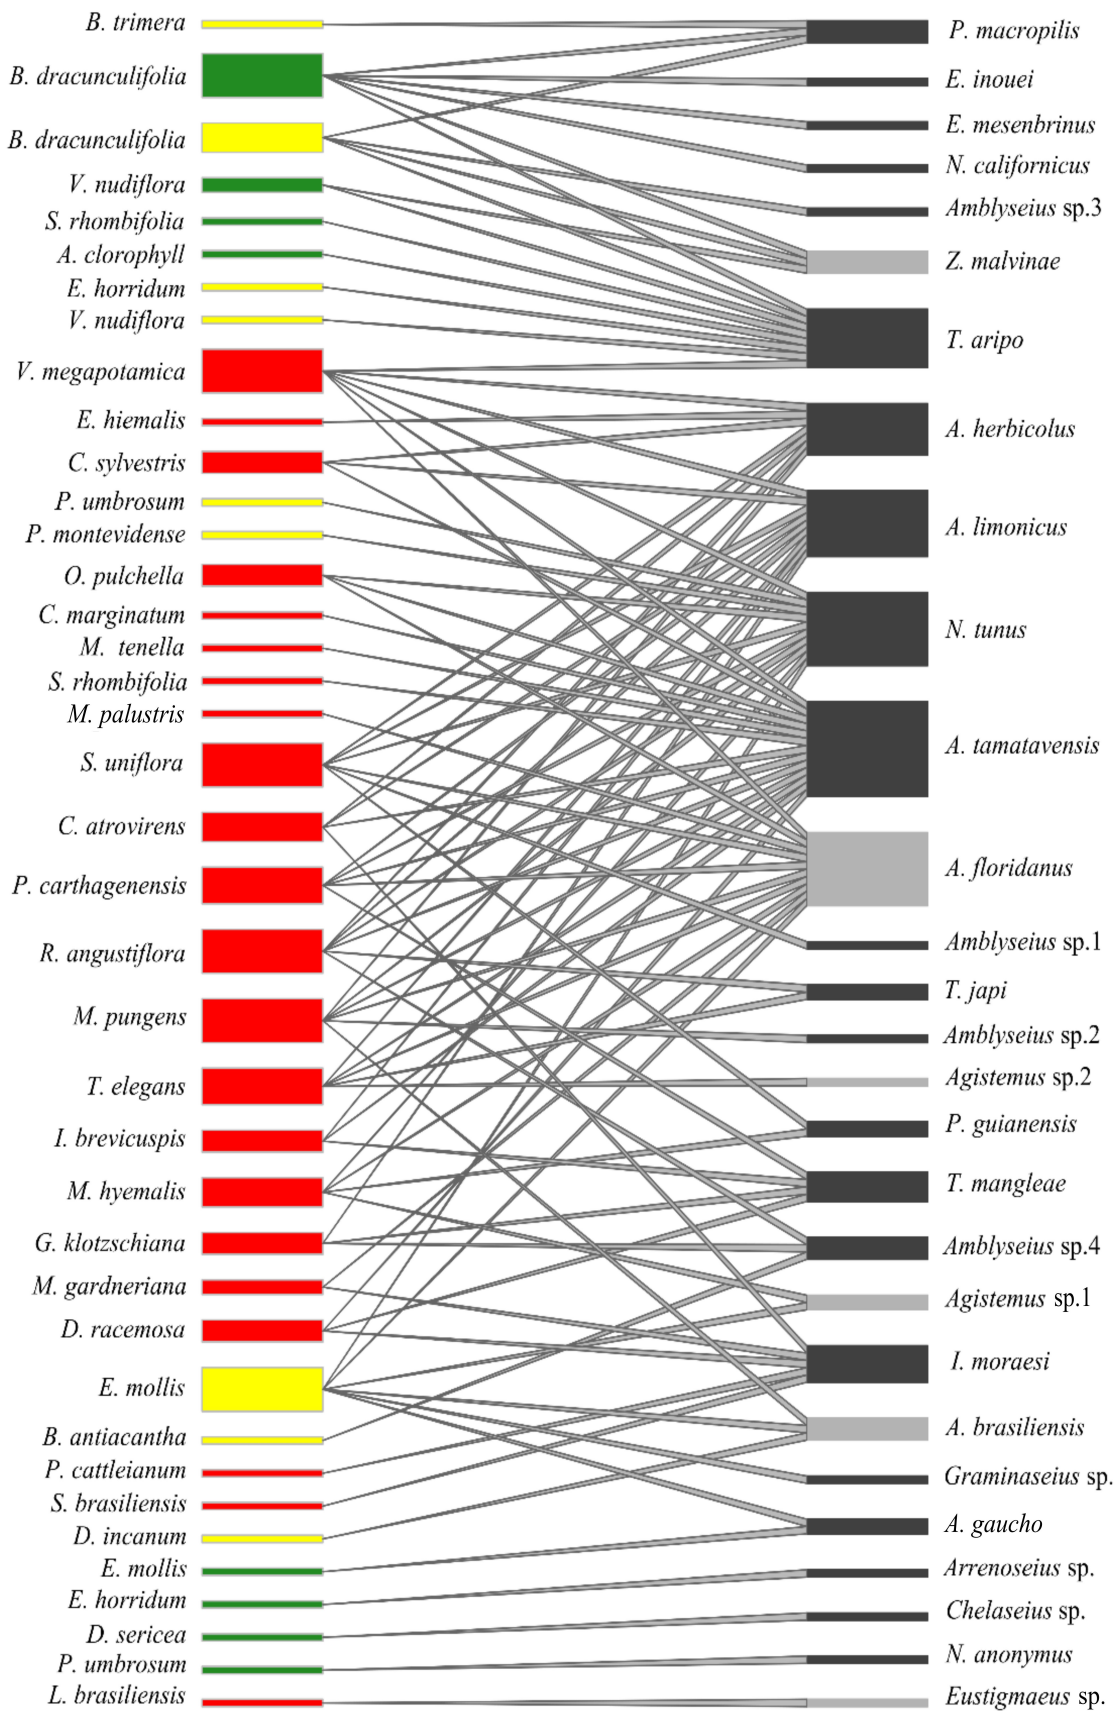 B. trimera
B. dracunculifolia
B. dracunculifolia
V. nudiflora
S. rhombifolia
A. clorophyll
E. horridum
V. nudiflora
V. megapotamica
E. hiemalis
C. sylvestris
P. umbrosum
P. montevidense
O. pulchella
C. marginatum
M. tenella
S. rhombifolia
M. palustris
S. uniflora
C. atrovirens
P. carthagenensis
R. angustiflora
M. pungens
T. elegans
I. brevicuspis
M. hyemalis
G. klotzschiana
M. gardneriana
D. racemosa
E. mollis
B. antiacantha
P. cattleianum
S. brasiliensis
D. incanum
E. mollis
E. horridum
D. sericea
P. umbrosum
L. brasiliensis
P. macropilis
E. inouei
E. mesenbrinus
N. californicus
Amblyseius sp.3
Z. malvinae
T. aripo
A. herbicolus
A. limonicus
N. tunus
A. tamatavensis
A. floridanus
Amblyseius sp.1
T. japi
Amblyseius sp.2
Agistemus sp.2
P. guianensis
T. mangleae
Amblyseius sp.4
Agistemus sp.1
I. moraesi
A. brasiliensis
Graminaseius sp.
A. gaucho
Arrenoseius sp.
Chelaseius sp.
N. anonymus
Eustigmaeus sp.